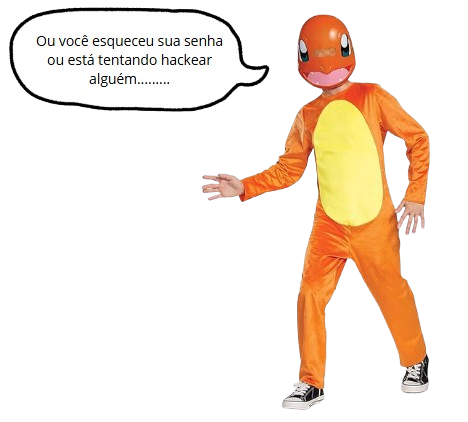 Ou você esqueceu sua senha
ou está tentando hackear
alguém.........